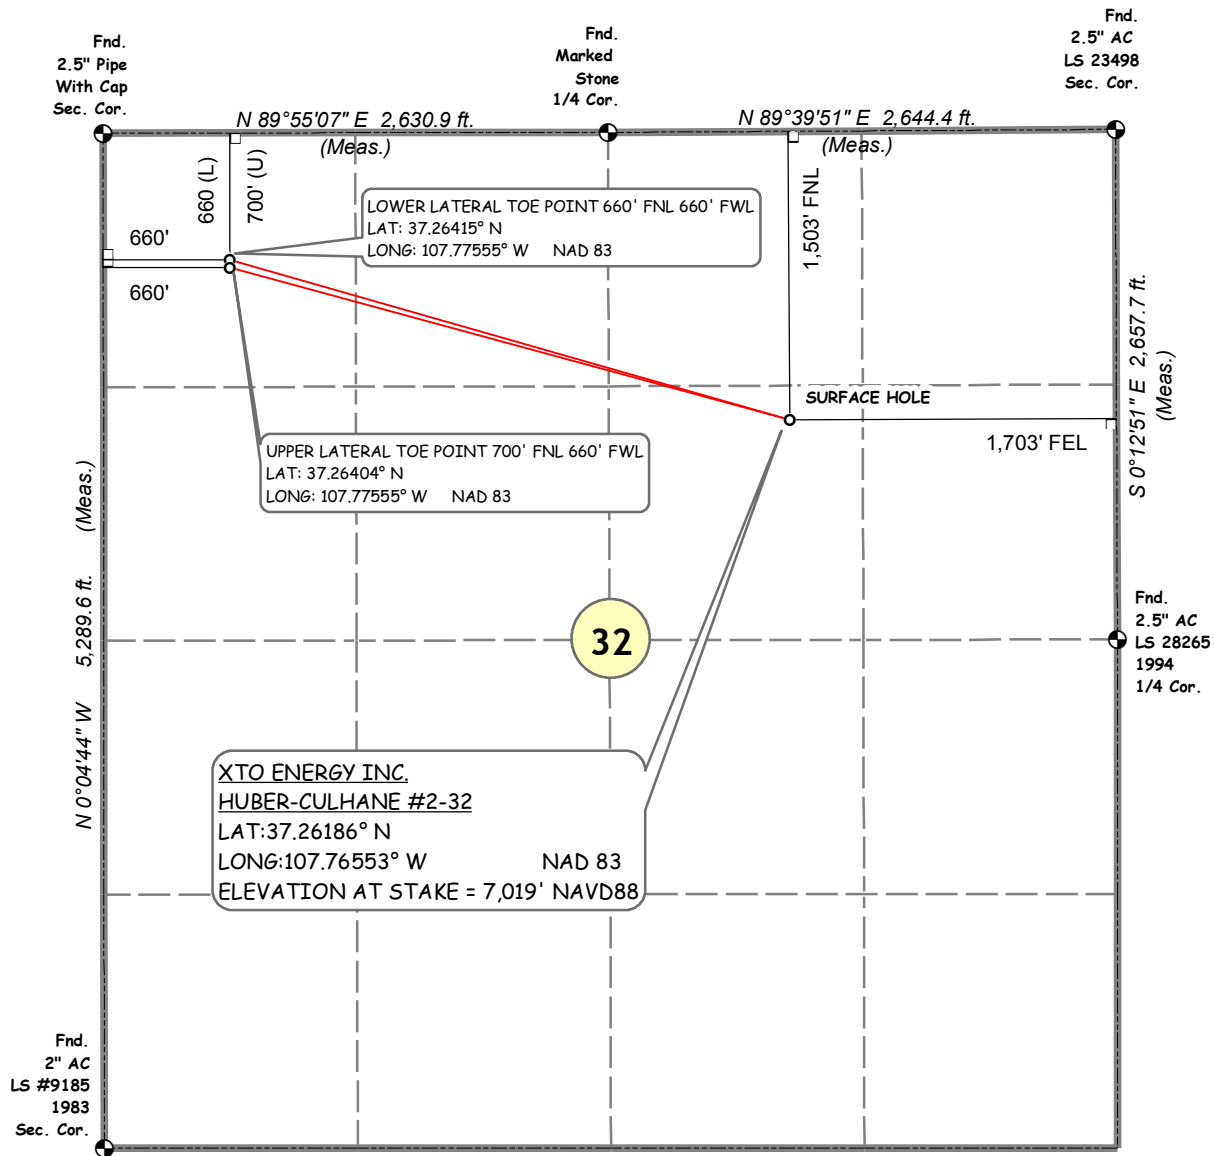 Fnd.
2.5" Pipe
With Cap
Sec. Cor.
Fnd.
Marked
Stone
1/4 Cor.
Fnd.
2.5" AC
LS 23498
Sec. Cor.
N 89°55'07" E 2,630.9 ft.
(Meas.)
N 89°39'51" E 2,644.4 ft.
(Meas.)
660 (L)
700' (U)
660'
660'
LOWER LATERAL TOE POINT 660' FNL 660' FWL
LAT: 37.26415° N
LONG: 107.77555° W NAD 83
1,503' FNL
SURFACE HOLE
1,703' FEL
S 0°12'51" E 2,657.7 ft.
(Meas.)
UPPER LATERAL TOE POINT 700' FNL 660' FWL
LAT: 37.26404° N
LONG: 107.77555° W NAD 83
N 0°04'44" W 5,289.6 ft. (Meas.)
32
Fnd.
2.5" AC
LS 28265
1994
1/4 Cor.
XTO ENERGY INC.
HUBER-CULHANE #2-32
LAT:37.26186° N
LONG:107.76553° W NAD 83
ELEVATION AT STAKE = 7,019' NAVD88
Fnd.
2" AC
LS #9185
1983
Sec. Cor.